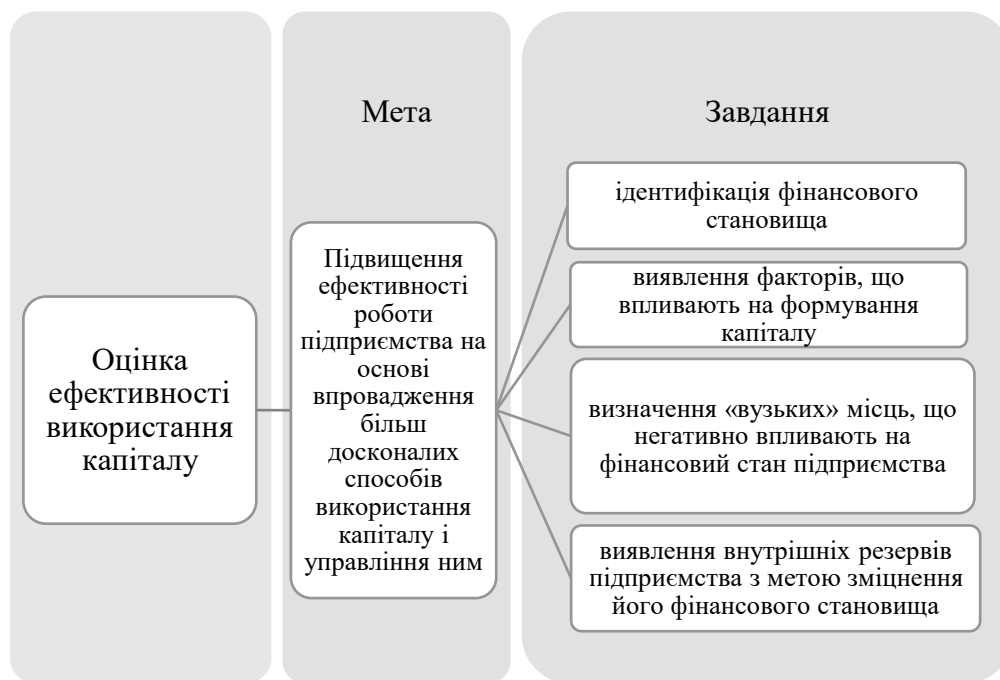 Мета
Завдання
Оцінка
ефективності
використання
капіталу
Підвищення
ефективності
роботи
підприємства на
основі
впровадження
більш
досконалих
способів
використання
капіталу і
управління ним
ідентифікація фінансового
становища
виявлення факторів, що
впливають на формування
капіталу
визначення «вузьких» місць, що
негативно впливають на
фінансовий стан підприємства
виявлення внутрішніх резервів
підприємства з метою зміцнення
його фінансового становища